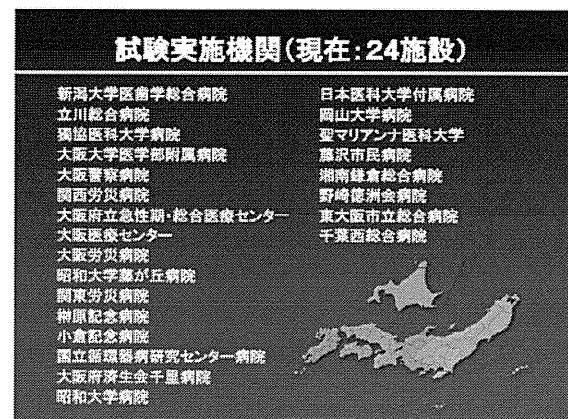 試験実施機関(現在:24施設)
新潟大学医歯学総合病院
立川総合病院
獨協医科大学病院
大阪大学医学部附属病院
大阪警察病院
関西労災病院
大阪府立急性期・総合医療センター
大阪医療センター
大阪労災病院
昭和大学藤が丘病院
関東労災病院
榊原記念病院
小倉記念病院
国立循環器病研究センター病院
大阪府済生会千里病院
昭和大学病院
日本医科大学付属病院
岡山大学病院
聖マリアンナ医科大学
藤沢市民病院
湘南鎌倉総合病院
野崎徳洲会病院
東大阪市立総合病院
千葉西総合病院